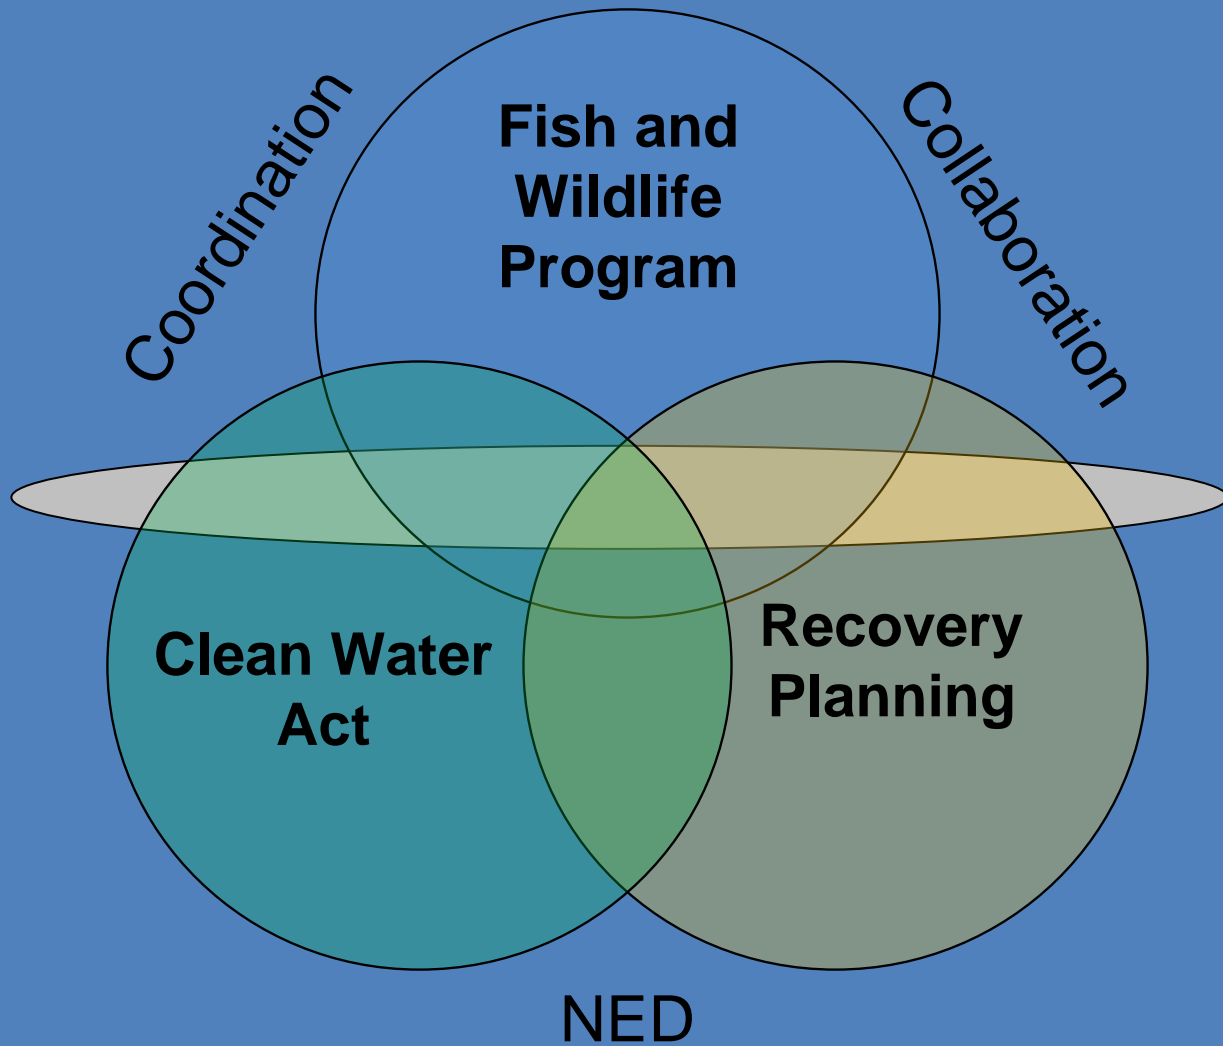 Coordination
Collaboration
Fish and
Wildlife
Program
Clean Water
Act
Recovery
Planning
NED